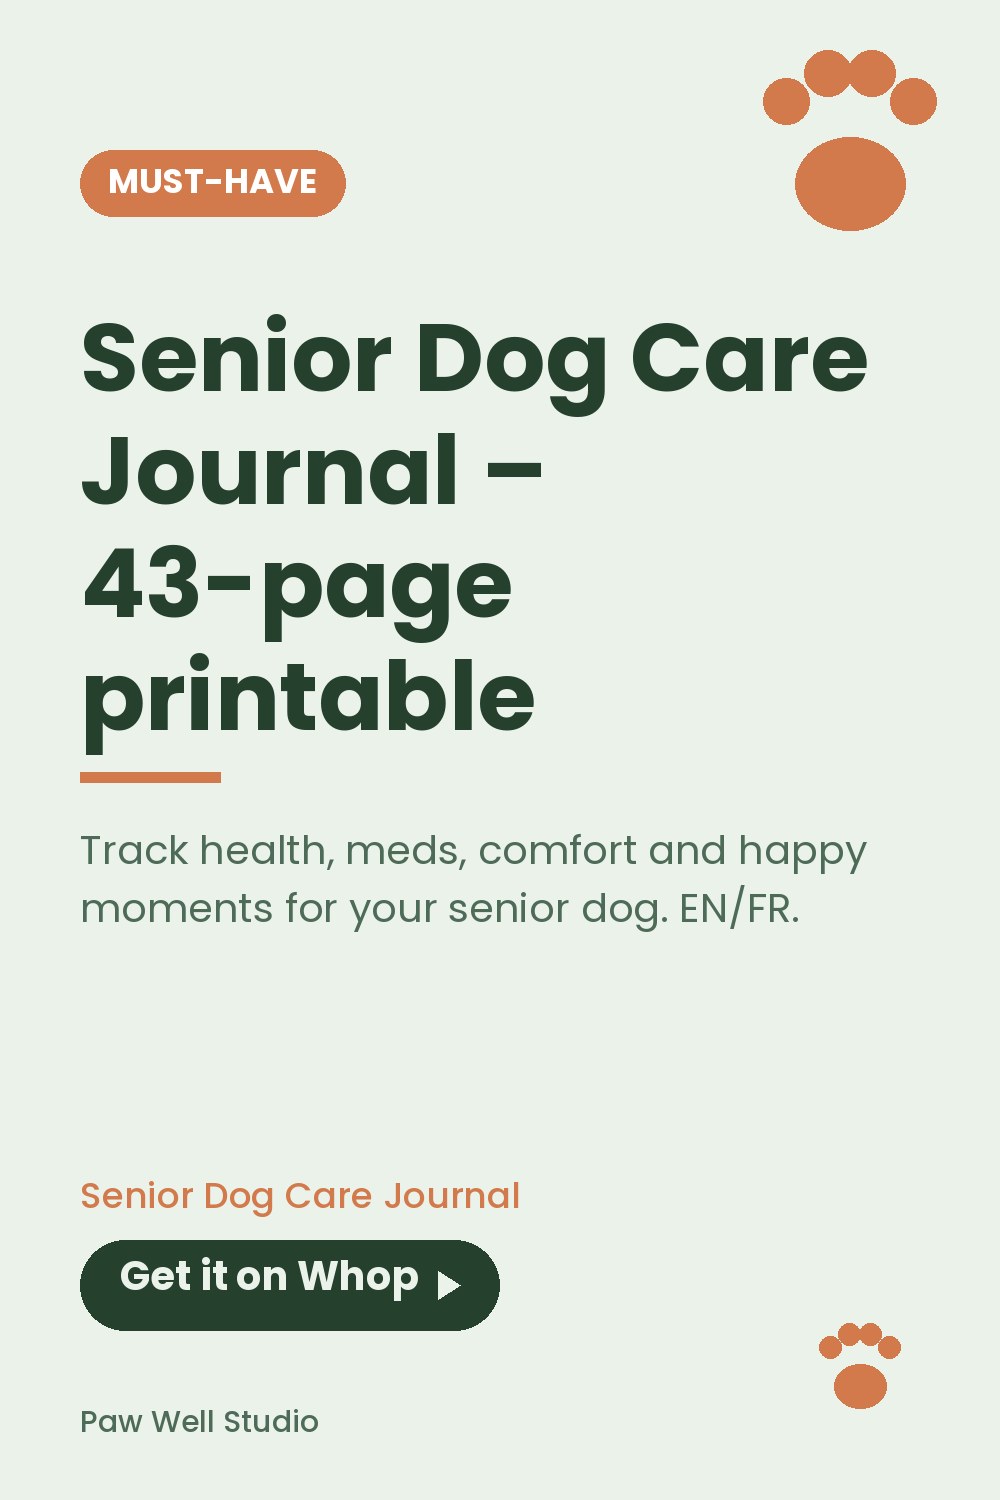 MUST-HAVE
Senior Dog Care
Journal –
43-page
printable
Track health, meds, comfort and happy
moments for your senior dog. EN/FR.
Senior Dog Care Journal
Get it on Whop
Paw Well Studio